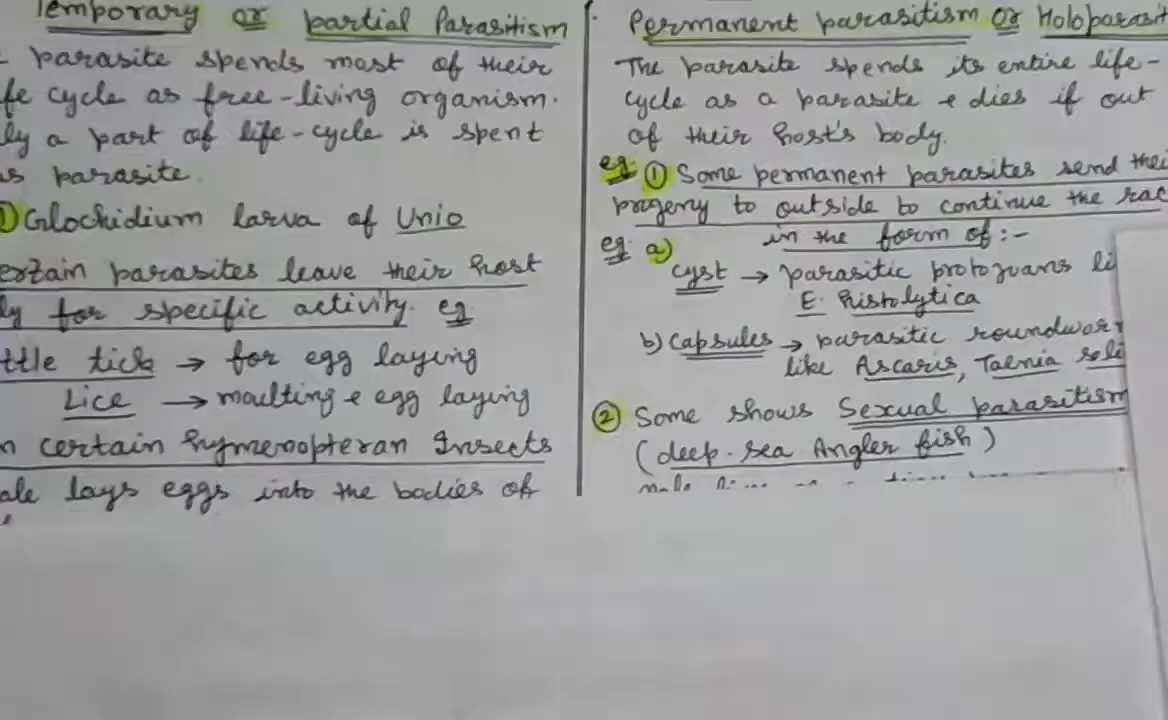 Temporary or partial Parasitism
parasite spends most of their
fe cycle as free-living organism.
ly a part of life-cycle is spent
as parasite.
① Glochidium larva of Unio
ertain parasites leave their host
ly for specific activity. eg
ttle tick → for egg laying
Lice → moulting & egg laying
n certain hymenopteran Insects
ale lays eggs into the bodies of
Permanent parasitism or Holoparasit
The parasite spends its entire life-
cycle as a parasite & dies if out
of their host's body.
eg: ① Some permanent parasites send thei
progeny to outside to continue the rac
in the form of:-
eg a)
cyst → parasitic protozoans li
E. histolytica
b) capsules → parasitic roundwor
like Ascaris, Taenia soli
② Some shows Sexual parasitism
(deep-sea Angler fish)